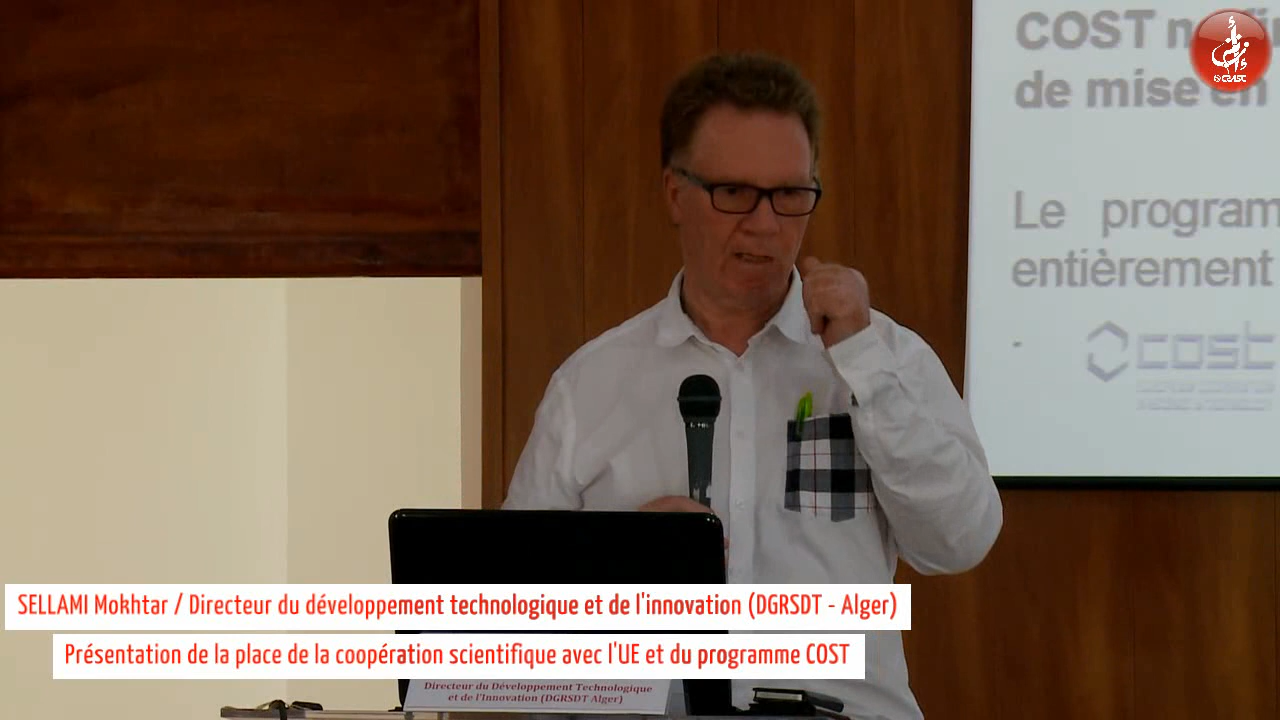 COST
de mise en
Le program
entièrement
cost
CRASC
SELLAMI Mokhtar / Directeur du développement technologique et de l'innovation (DGRSDT - Alger)
Présentation de la place de la coopération scientifique avec l'UE et du programme COST
Directeur du Développement Technologique
et de l'Innovation (DGRSDT Alger)